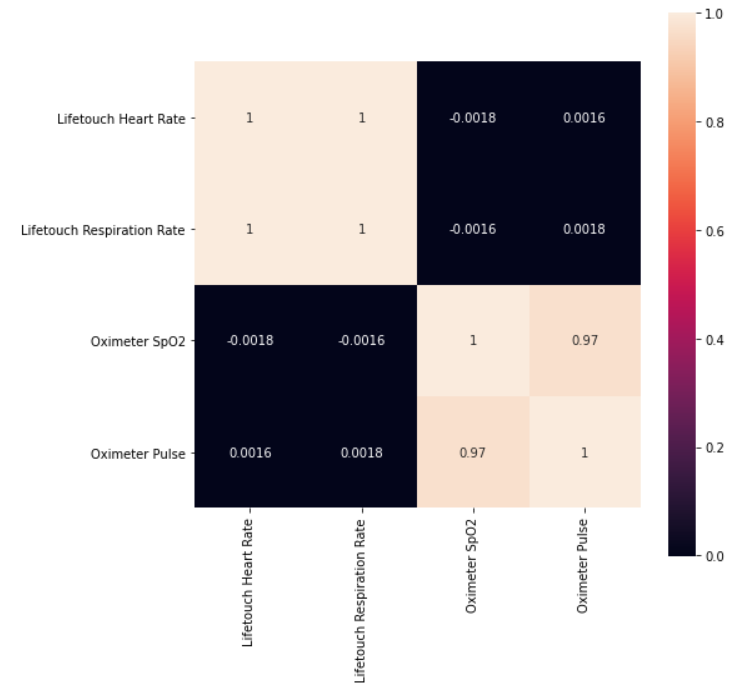 1.0
Lifetouch Heart Rate 1 1 -0.0018 0.0016
0.8
Lifetouch Respiration Rate 1 1 -0.0016 0.0018
0.6
Oximeter SpO2 -0.0018 -0.0016 1 0.97
0.4
Oximeter Pulse 0.0016 0.0018 0.97 1
0.2
0.0
Lifetouch Heart Rate
Lifetouch Respiration Rate
Oximeter SpO2
Oximeter Pulse